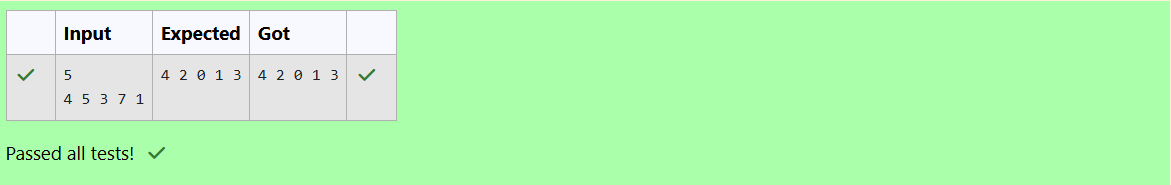 Input Expected Got
5 4 2 0 1 3 4 2 0 1 3
4 5 3 7 1
Passed all tests!